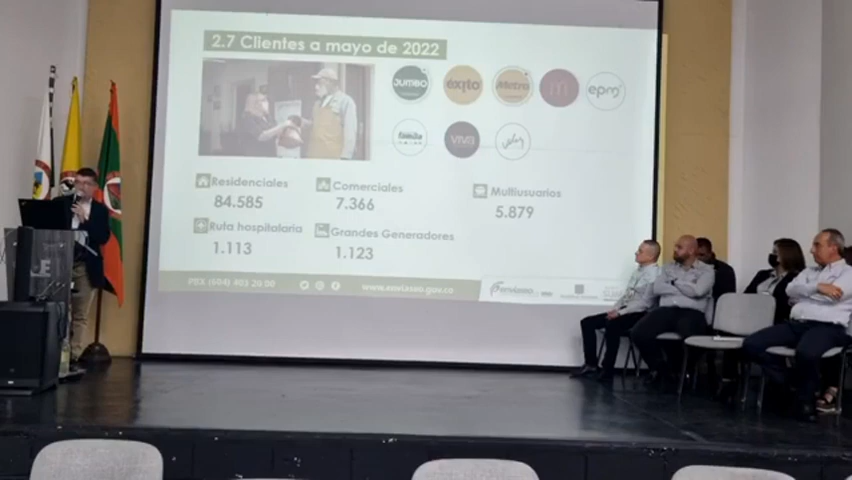 2.7 Clientes a mayo de 2022
JUMBO
éxito
Metro
m
epm
familia
VIVA
Residenciales
84.585
Comerciales
7.366
Multiusuarios
5.879
Ruta hospitalaria
1.113
Grandes Generadores
1.123
PBX (604) 403 20 00
www.enviaseo.gov.co
enviaseo